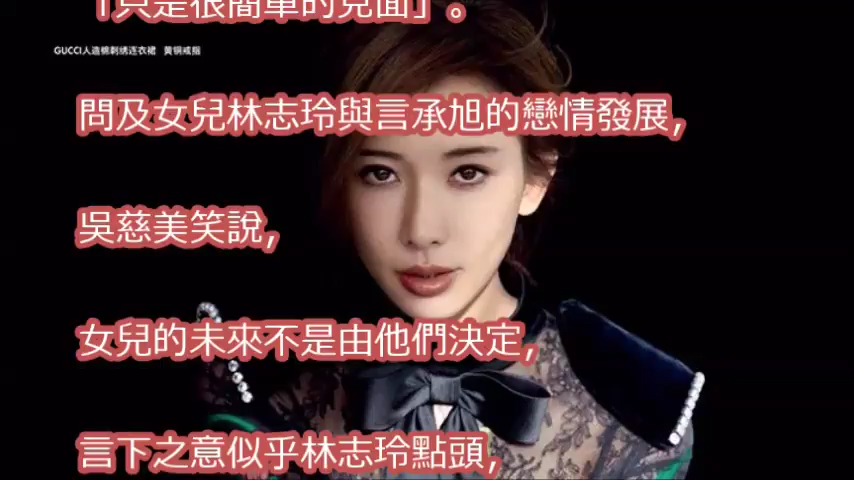 「只是很簡單的見面」。
GUCCI人造棉刺绣连衣裙 黄铜戒指
問及女兒林志玲與言承旭的戀情發展,
吳慈美笑說,
女兒的未來不是由他們決定,
言下之意似乎林志玲點頭,